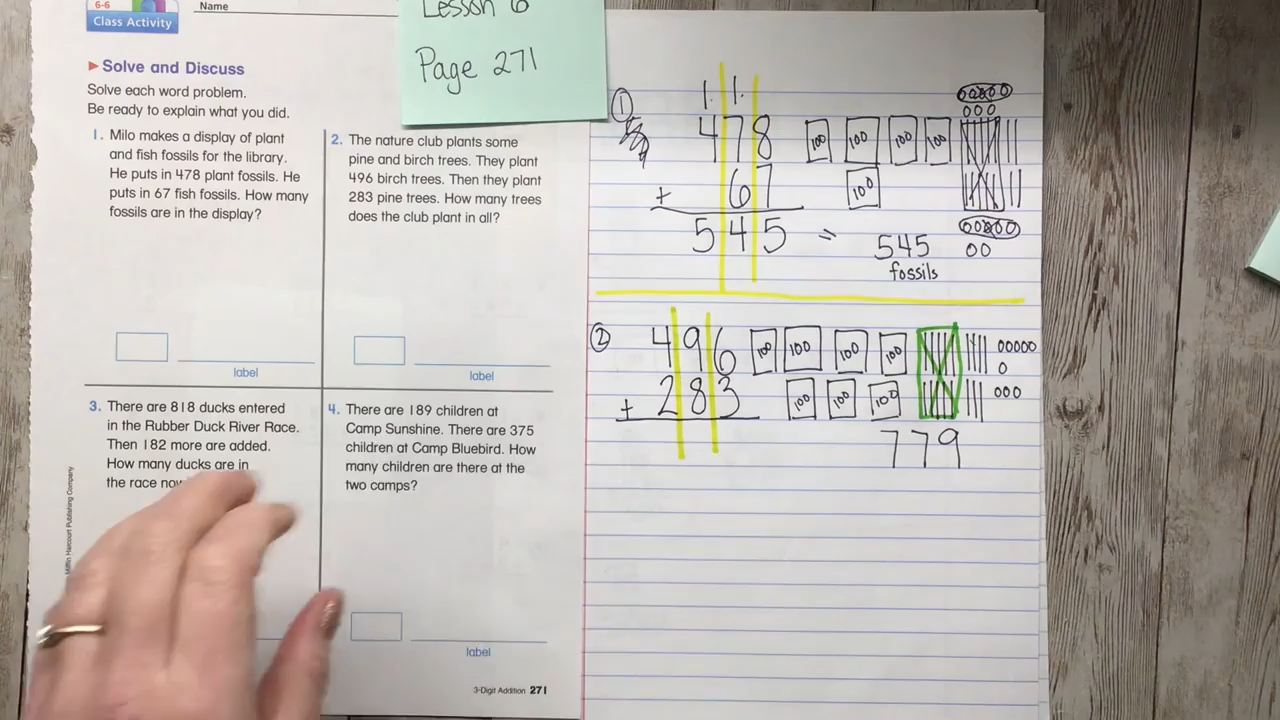 6-6
Class Activity
Name
Lesson 6
Page 271
Solve and Discuss
Solve each word problem.
Be ready to explain what you did.
1. Milo makes a display of plant
and fish fossils for the library.
He puts in 478 plant fossils. He
puts in 67 fish fossils. How many
fossils are in the display?
label
2. The nature club plants some
pine and birch trees. They plant
496 birch trees. Then they plant
283 pine trees. How many trees
does the club plant in all?
label
3. There are 818 ducks entered
in the Rubber Duck River Race.
Then 182 more are added.
How many ducks are in
the race now
4. There are 189 children at
Camp Sunshine. There are 375
children at Camp Bluebird. How
many children are there at the
two camps?
label
Mifflin Harcourt Publishing Company
3-Digit Addition 271
1
1 1
478
+ 67
545
100 100 100 100
100
= 545
fossils
2
496
+ 283
100 100 100 100
100 100 100
779